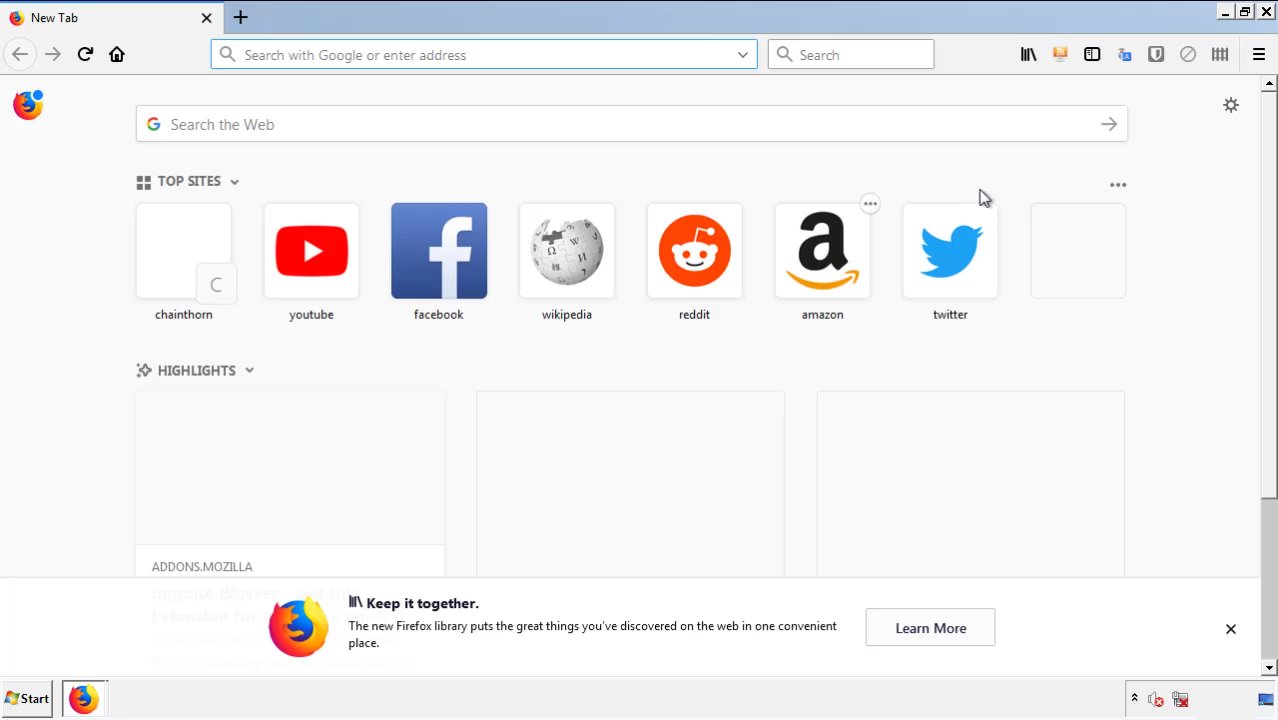 New Tab
Search with Google or enter address
Search
Search the Web
TOP SITES
C
chainthorn
youtube
facebook
wikipedia
reddit
amazon
twitter
HIGHLIGHTS
ADDONS.MOZILLA
Keep it together.
The new Firefox library puts the great things you've discovered on the web in one convenient
place.
Learn More
Start